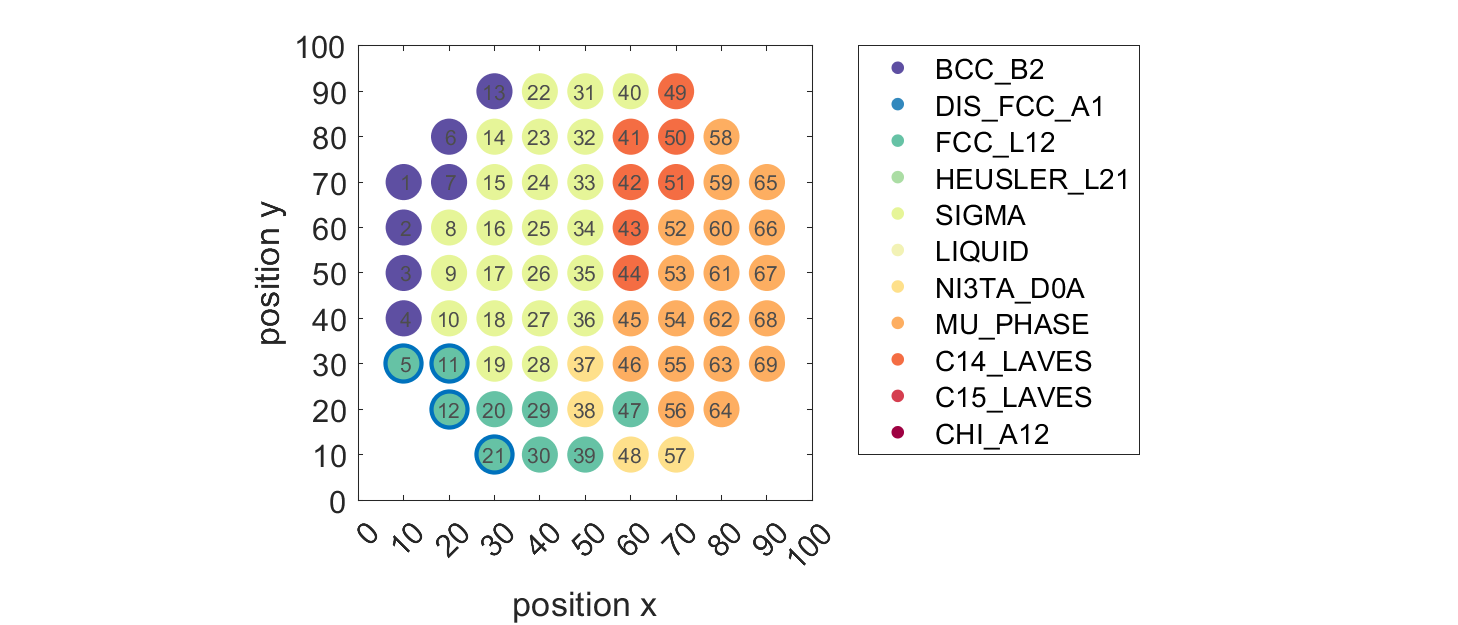 100
90
80
70
60
50
40
30
20
10
0
position y
13 22 31 40 49
6 14 23 32 41 50 58
1 7 15 24 33 42 51 59 65
2 8 16 25 34 43 52 60 66
3 9 17 26 35 44 53 61 67
4 10 18 27 36 45 54 62 68
5 11 19 28 37 46 55 63 69
12 20 29 38 47 56 64
21 30 39 48 57
0 10 20 30 40 50 60 70 80 90 100
position x
BCC_B2
DIS_FCC_A1
FCC_L12
HEUSLER_L21
SIGMA
LIQUID
NI3TA_D0A
MU_PHASE
C14_LAVES
C15_LAVES
CHI_A12